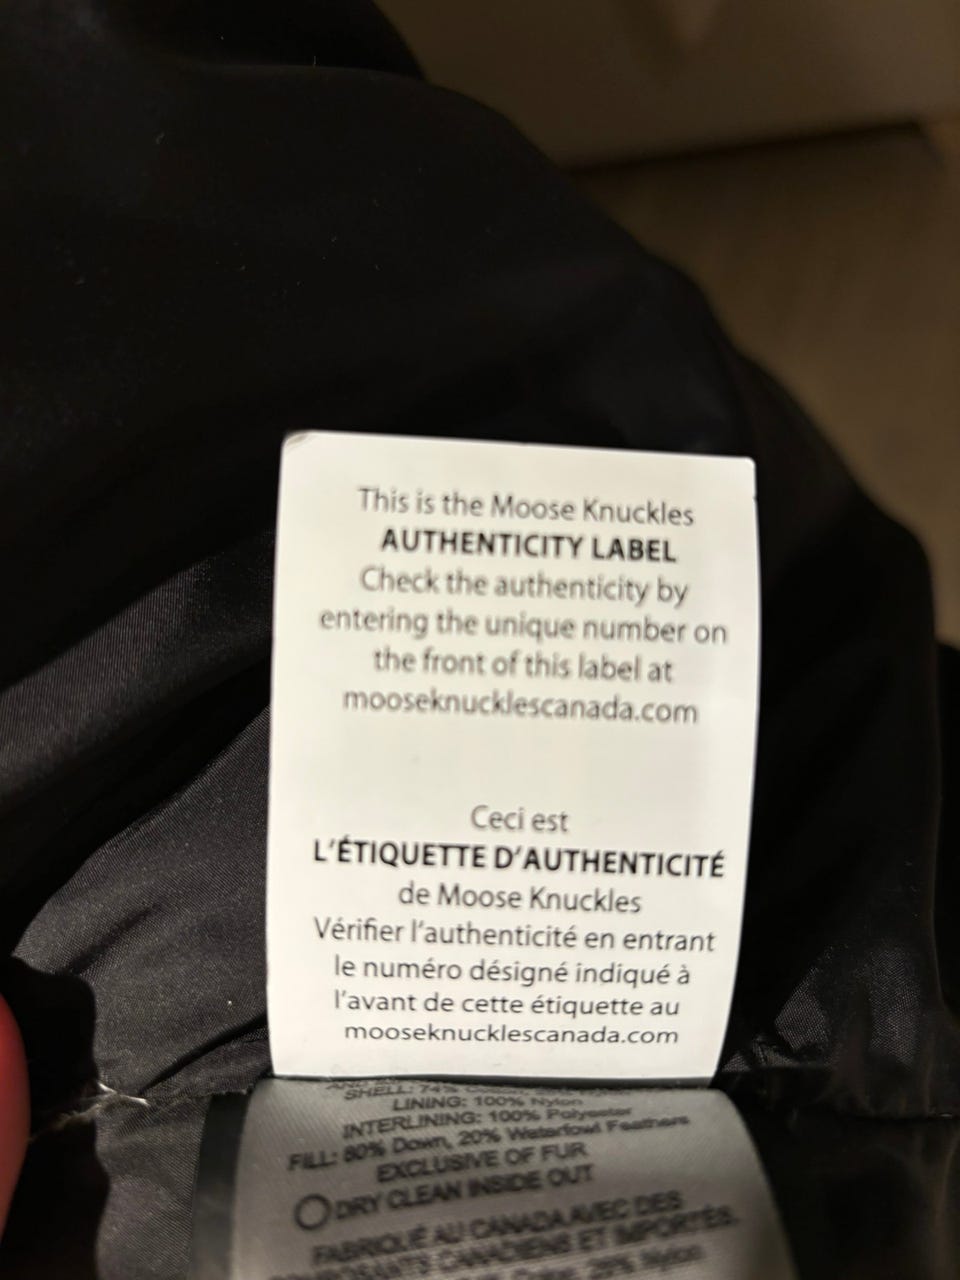 This is the Moose Knuckles
AUTHENTICITY LABEL
Check the authenticity by
entering the unique number on
the front of this label at
mooseknucklescanada.com
Ceci est
L'ÉTIQUETTE D'AUTHENTICITÉ
de Moose Knuckles
Vérifier l'authenticité en entrant
le numéro désigné indiqué à
l'avant de cette étiquette au
mooseknucklescanada.com
SHELL: 74%
LINING: 100% Nylon
INTERLINING: 100% Polyester
FILL: 80% Down, 20% Waterfowl Feathers
EXCLUSIVE OF FUR
DRY CLEAN INSIDE OUT
FABRIQUÉ AU CANADA AVEC DES
COMPOSANTS CANADIENS ET IMPORTÉS.
Nylon